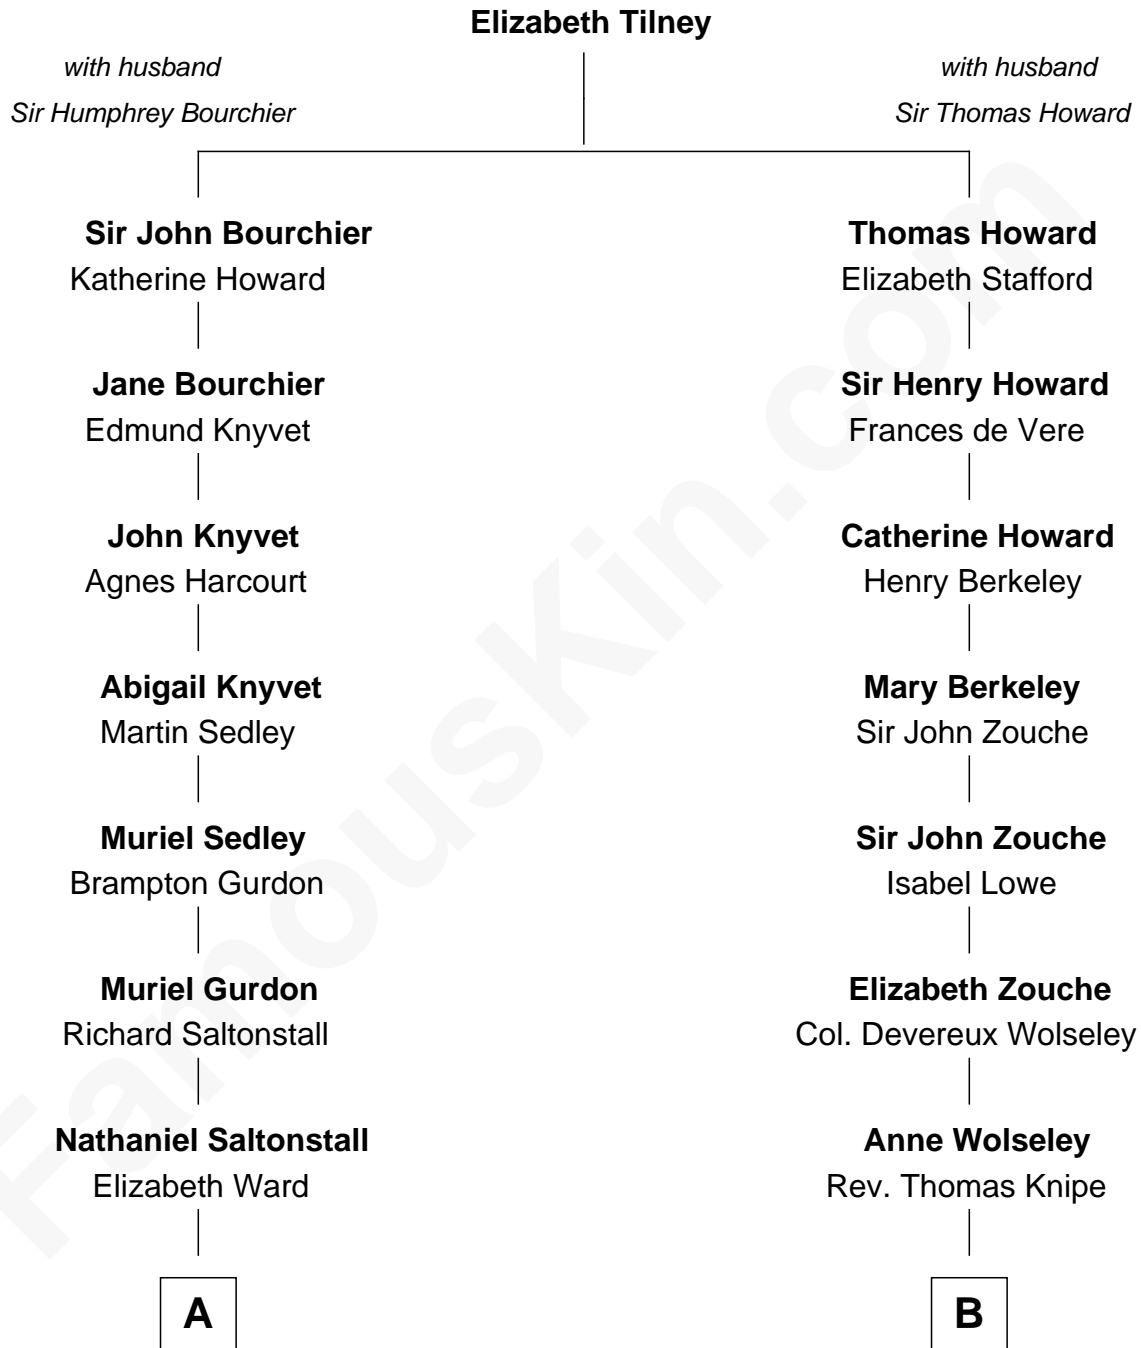 Elizabeth Tilney
with husband
Sir Humphrey Bourchier
with husband
Sir Thomas Howard
Sir John Bourchier
Katherine Howard
Jane Bourchier
Edmund Knyvet
John Knyvet
Agnes Harcourt
Abigail Knyvet
Martin Sedley
Muriel Sedley
Brampton Gurdon
Muriel Gurdon
Richard Saltonstall
Nathaniel Saltonstall
Elizabeth Ward
A
Thomas Howard
Elizabeth Stafford
Sir Henry Howard
Frances de Vere
Catherine Howard
Henry Berkeley
Mary Berkeley
Sir John Zouche
Sir John Zouche
Isabel Lowe
Elizabeth Zouche
Col. Devereux Wolseley
Anne Wolseley
Rev. Thomas Knipe
B
FamousKin.com